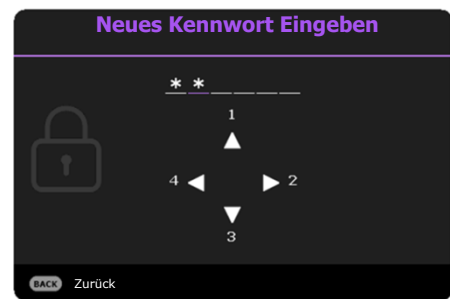 Neues Kennwort Eingeben
* * _ _ _ _
1
4 2
3
BACK Zurück